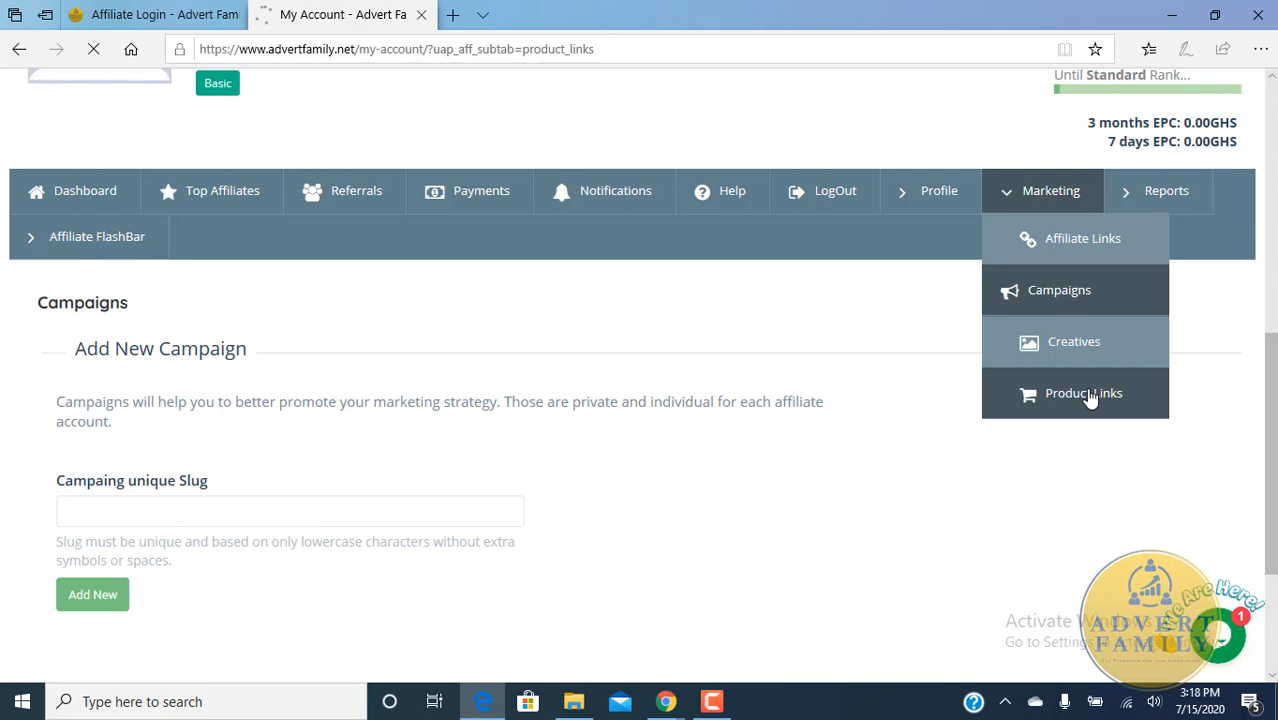 Affiliate Login - Advert Fam
My Account - Advert Fa
https://www.advertfamily.net/my-account/?uap_aff_subtab=product_links
Basic
Until Standard Rank...
3 months EPC: 0.00GHS
7 days EPC: 0.00GHS
Dashboard
Top Affiliates
Referrals
Payments
Notifications
Help
LogOut
Profile
Marketing
Reports
Affiliate FlashBar
Affiliate Links
Campaigns
Creatives
Product Links
Campaigns
Add New Campaign
Campaigns will help you to better promote your marketing strategy. Those are private and individual for each affiliate
account.
Campaing unique Slug
Slug must be unique and based on only lowercase characters without extra
symbols or spaces.
Add New
We Are Here!
1
ADVERT
FAMILY
Activate Windows
Go to Settings
Type here to search
3:18 PM
7/15/2020
5